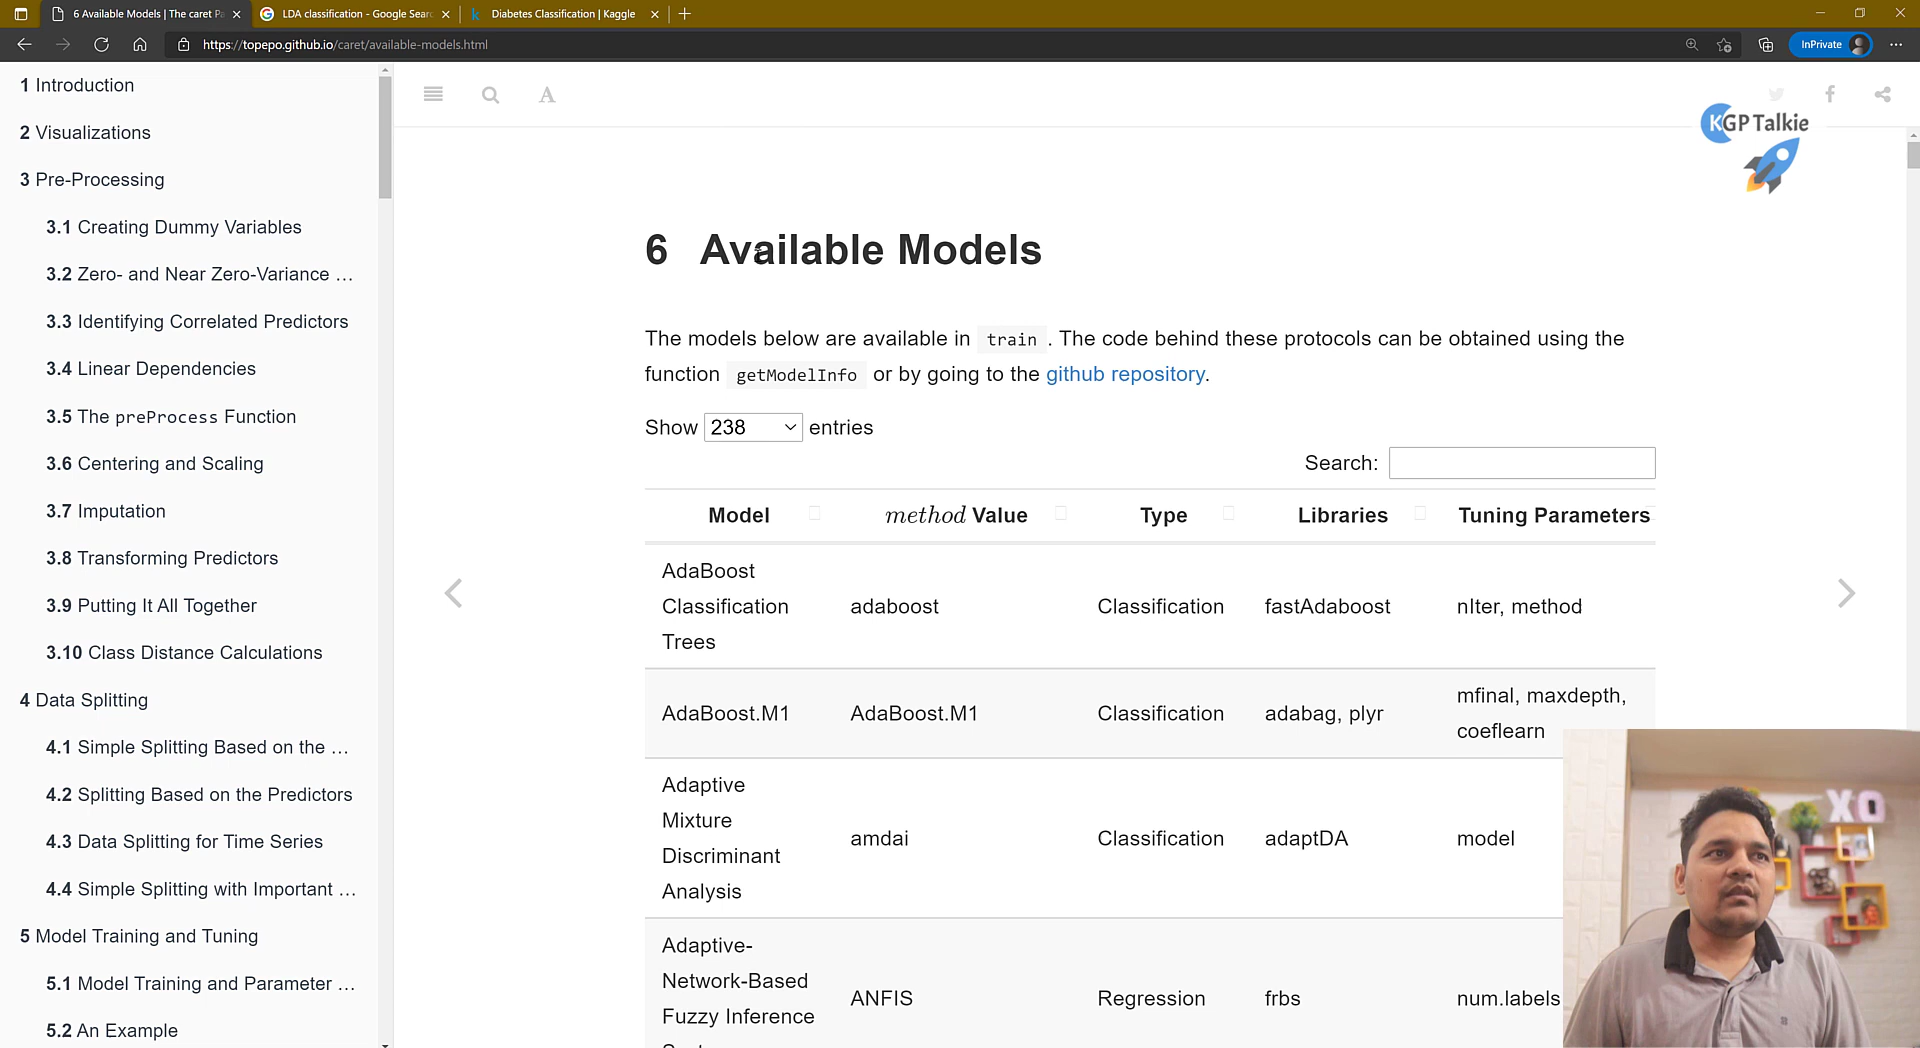 6 Available Models | The caret Pa
LDA classification - Google Searc
Diabetes Classification | Kaggle
https://topepo.github.io/caret/available-models.html
InPrivate
1 Introduction
2 Visualizations
3 Pre-Processing
3.1 Creating Dummy Variables
3.2 Zero- and Near Zero-Variance …
3.3 Identifying Correlated Predictors
3.4 Linear Dependencies
3.5 The preProcess Function
3.6 Centering and Scaling
3.7 Imputation
3.8 Transforming Predictors
3.9 Putting It All Together
3.10 Class Distance Calculations
4 Data Splitting
4.1 Simple Splitting Based on the …
4.2 Splitting Based on the Predictors
4.3 Data Splitting for Time Series
4.4 Simple Splitting with Important …
5 Model Training and Tuning
5.1 Model Training and Parameter …
5.2 An Example
A
KGP Talkie
6 Available Models
The models below are available in train . The code behind these protocols can be obtained using the
function getModelInfo or by going to the github repository.
Show 238 entries
Search:
Model method Value Type Libraries Tuning Parameters
AdaBoost
Classification adaboost Classification fastAdaboost nIter, method
Trees
AdaBoost.M1 AdaBoost.M1 Classification adabag, plyr mfinal, maxdepth,
coeflearn
Adaptive
Mixture
Discriminant amdai Classification adaptDA model
Analysis
Adaptive-
Network-Based
ANFIS Regression frbs num.labels
Fuzzy Inference
XO